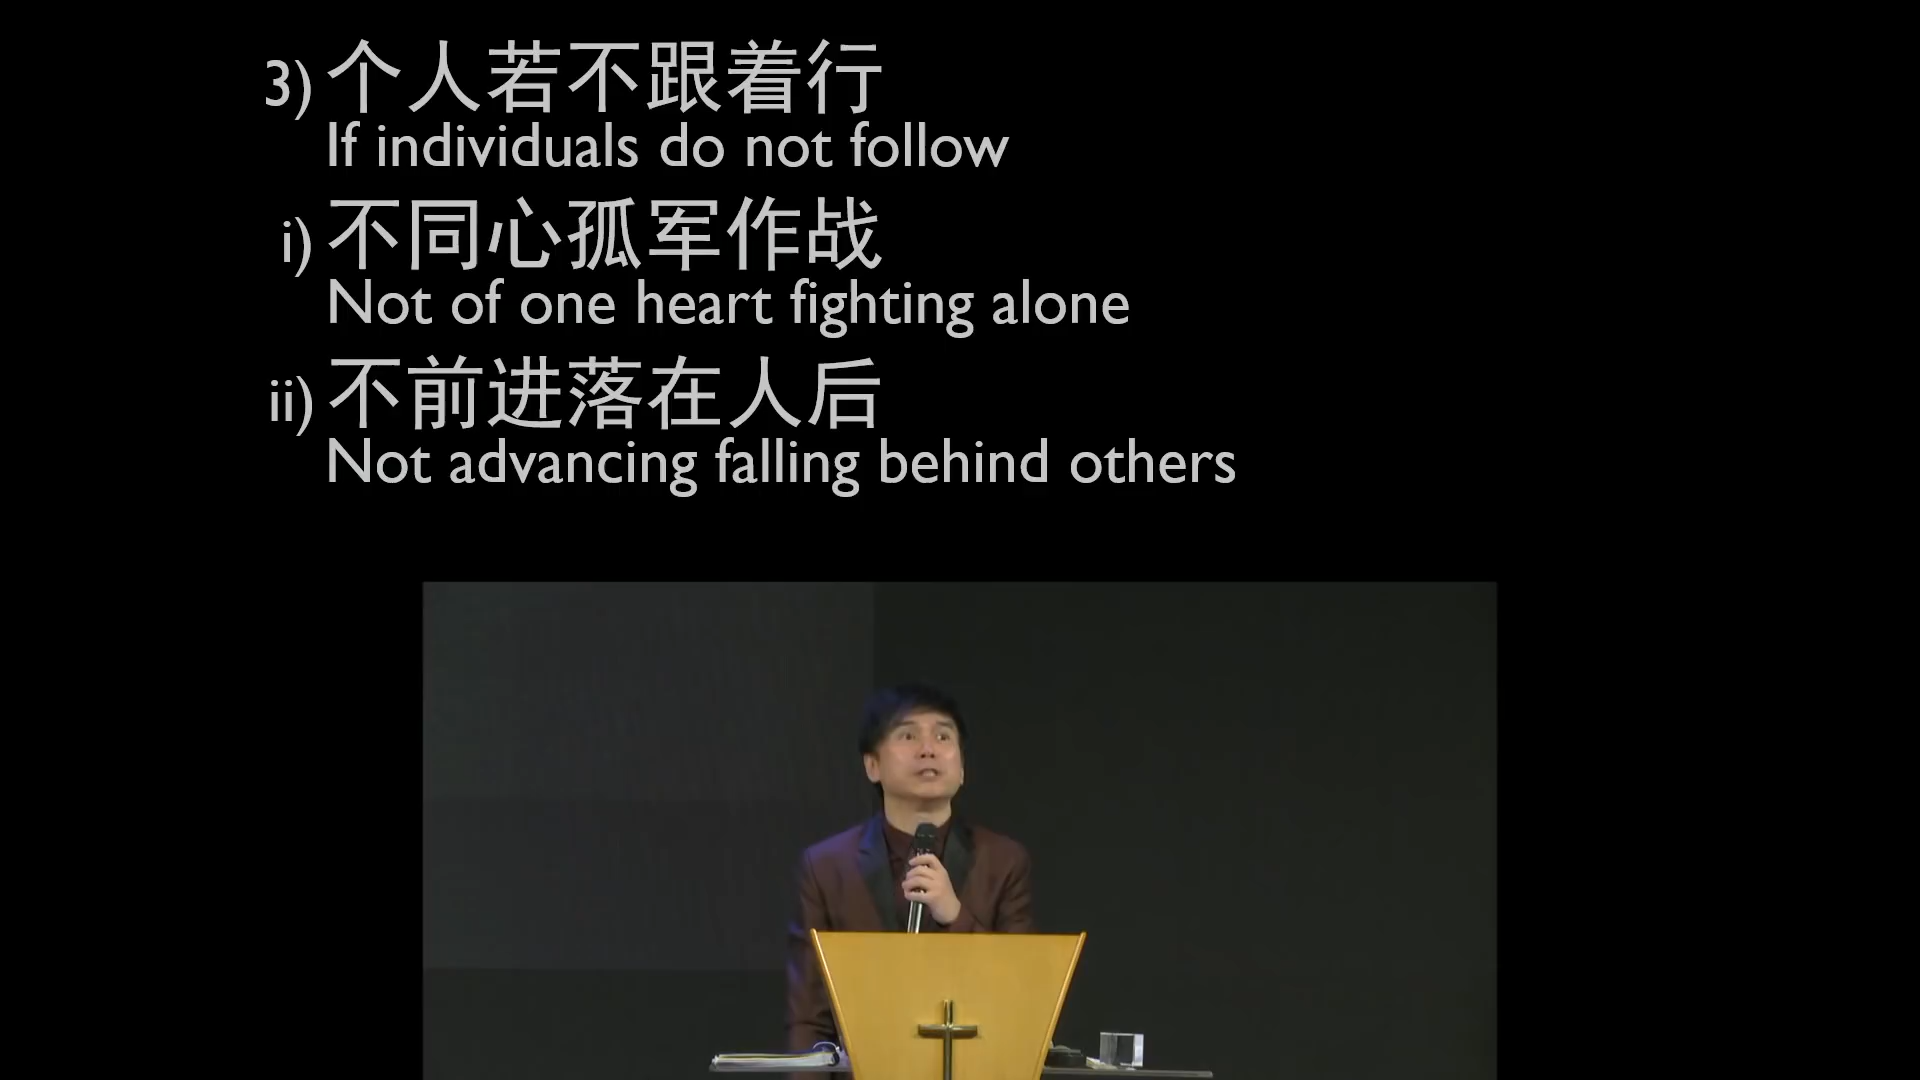 3) 个人若不跟着行
If individuals do not follow
i) 不同心孤军作战
Not of one heart fighting alone
ii) 不前进落在人后
Not advancing falling behind others